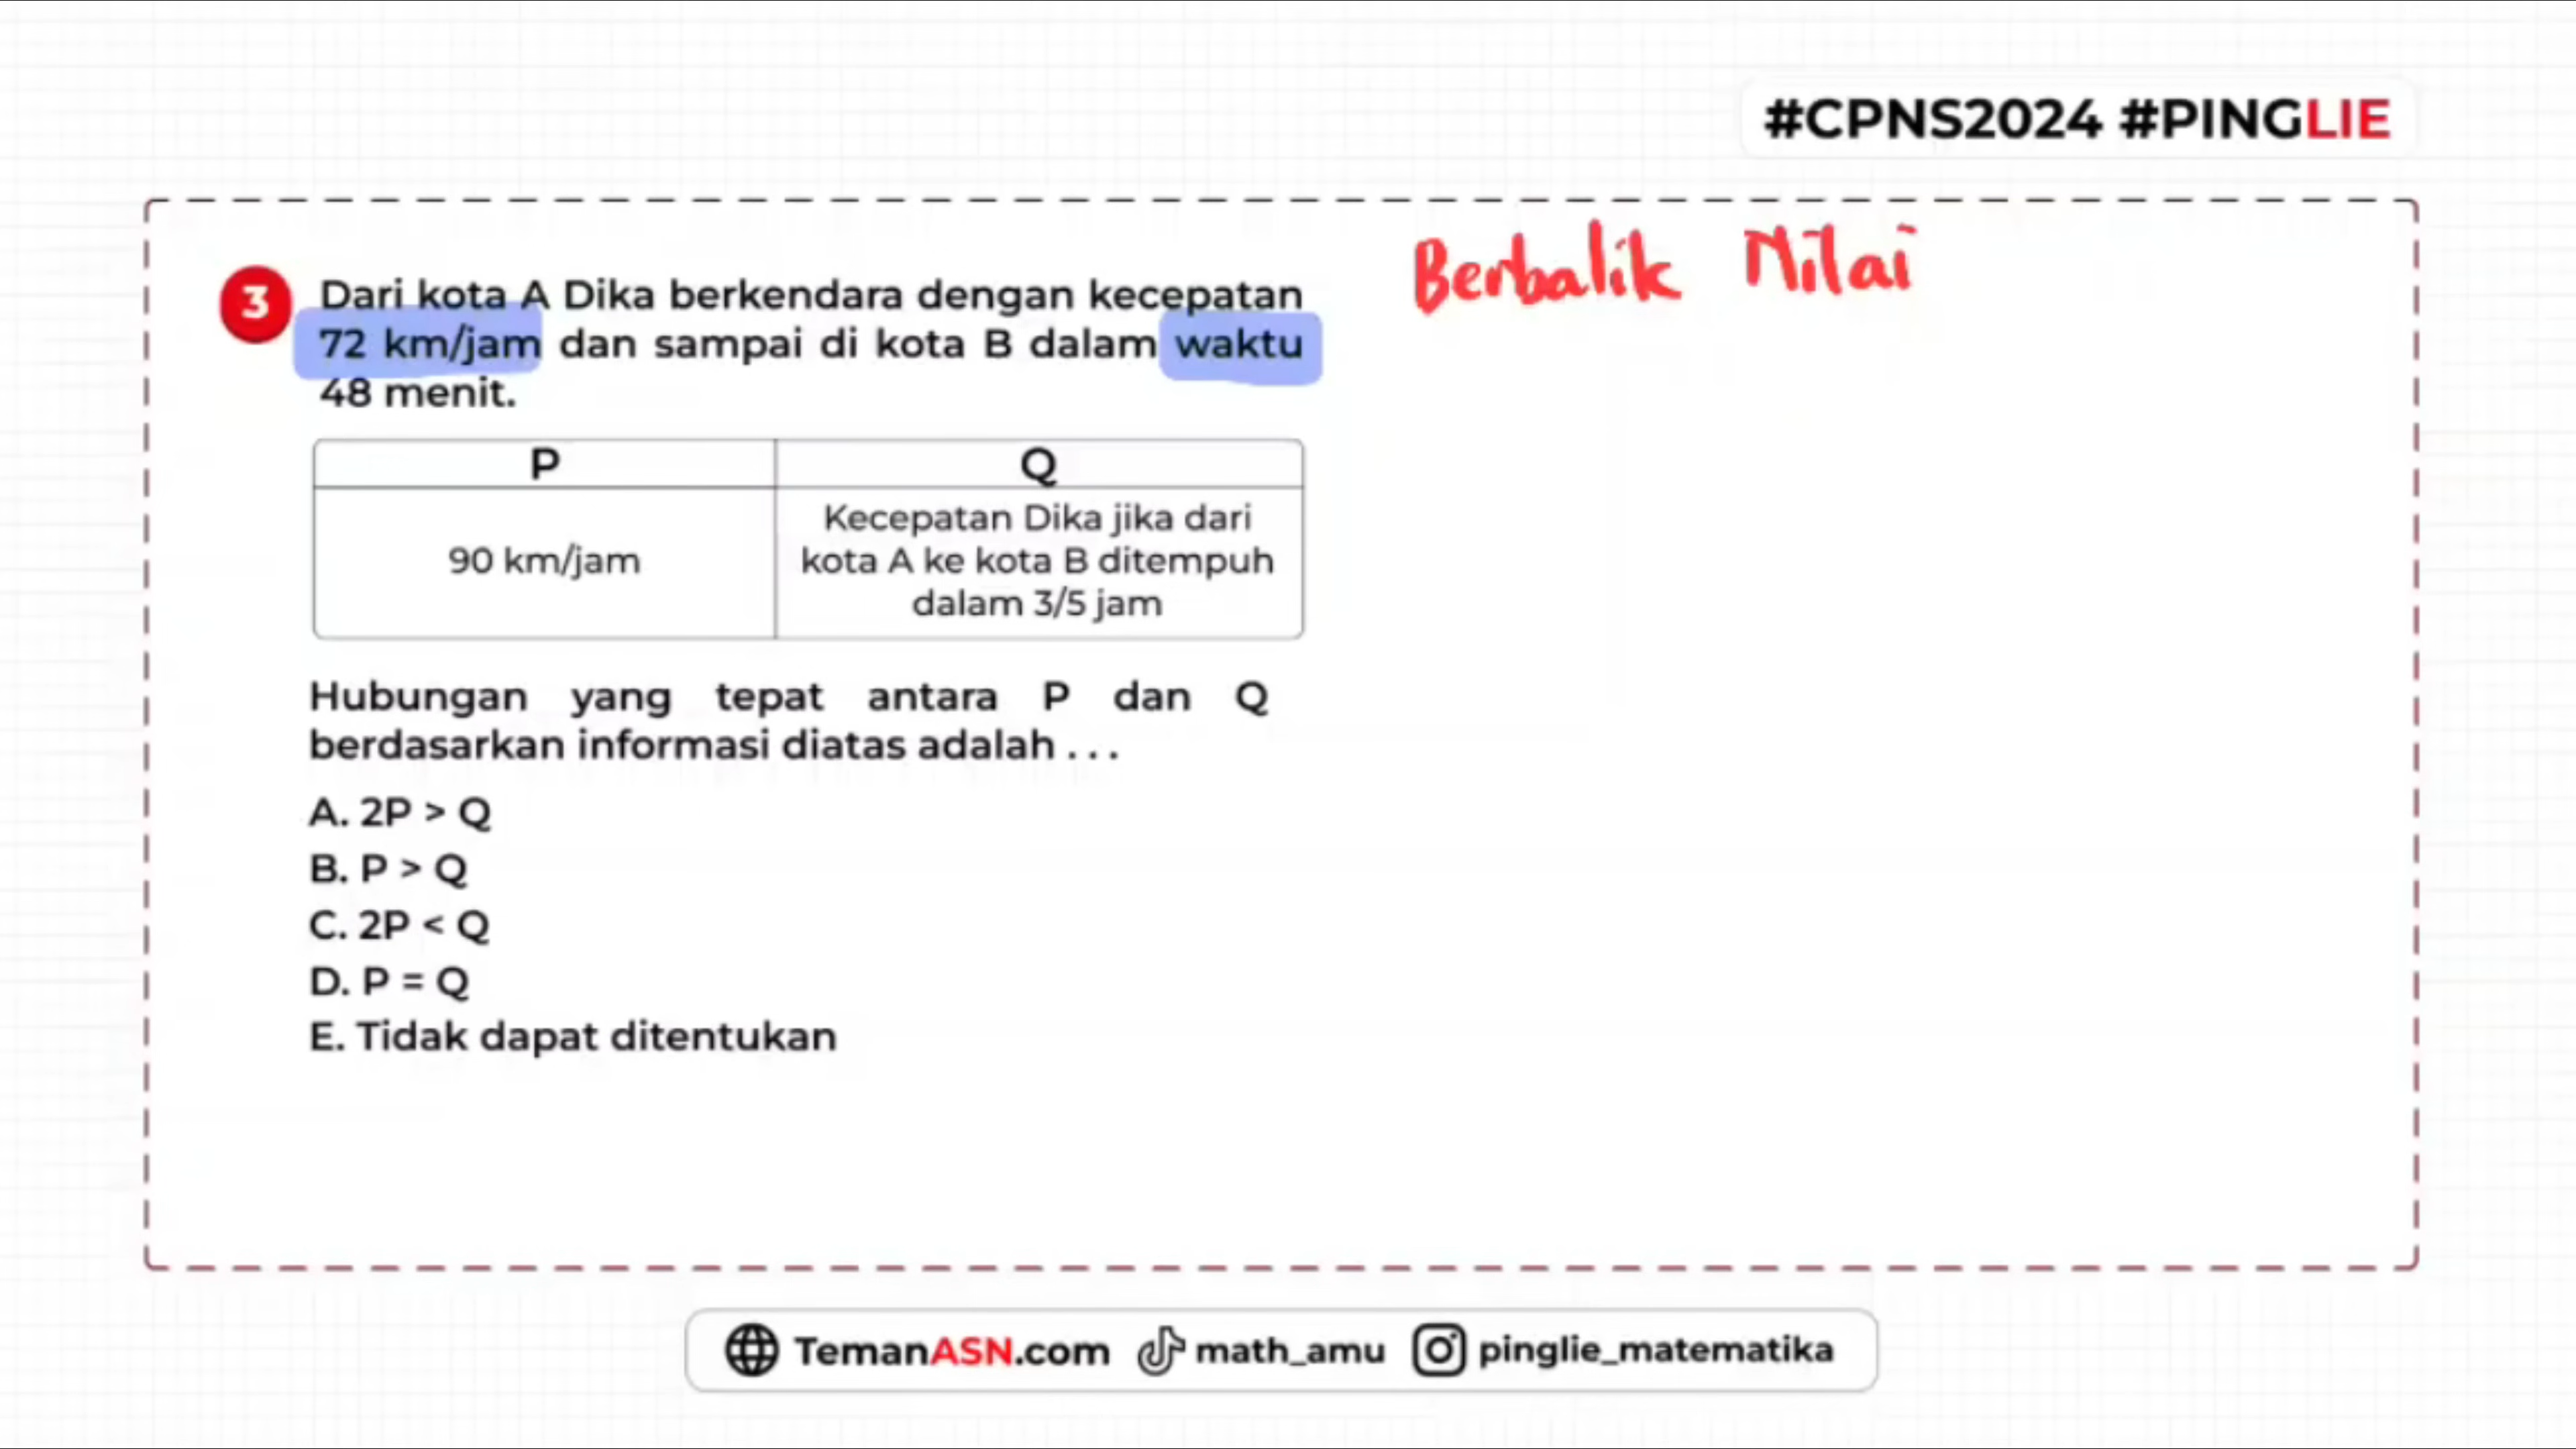 #CPNS2024 #PINGLIE
Berbalik Nilai
3
Dari kota A Dika berkendara dengan kecepatan
72 km/jam dan sampai di kota B dalam waktu
48 menit.
P
Q
90 km/jam
Kecepatan Dika jika dari
kota A ke kota B ditempuh
dalam 3/5 jam
Hubungan yang tepat antara P dan Q
berdasarkan informasi diatas adalah . . .
A. 2P > Q
B. P > Q
C. 2P < Q
D. P = Q
E. Tidak dapat ditentukan
TemanASN.com math_amu pinglie_matematika